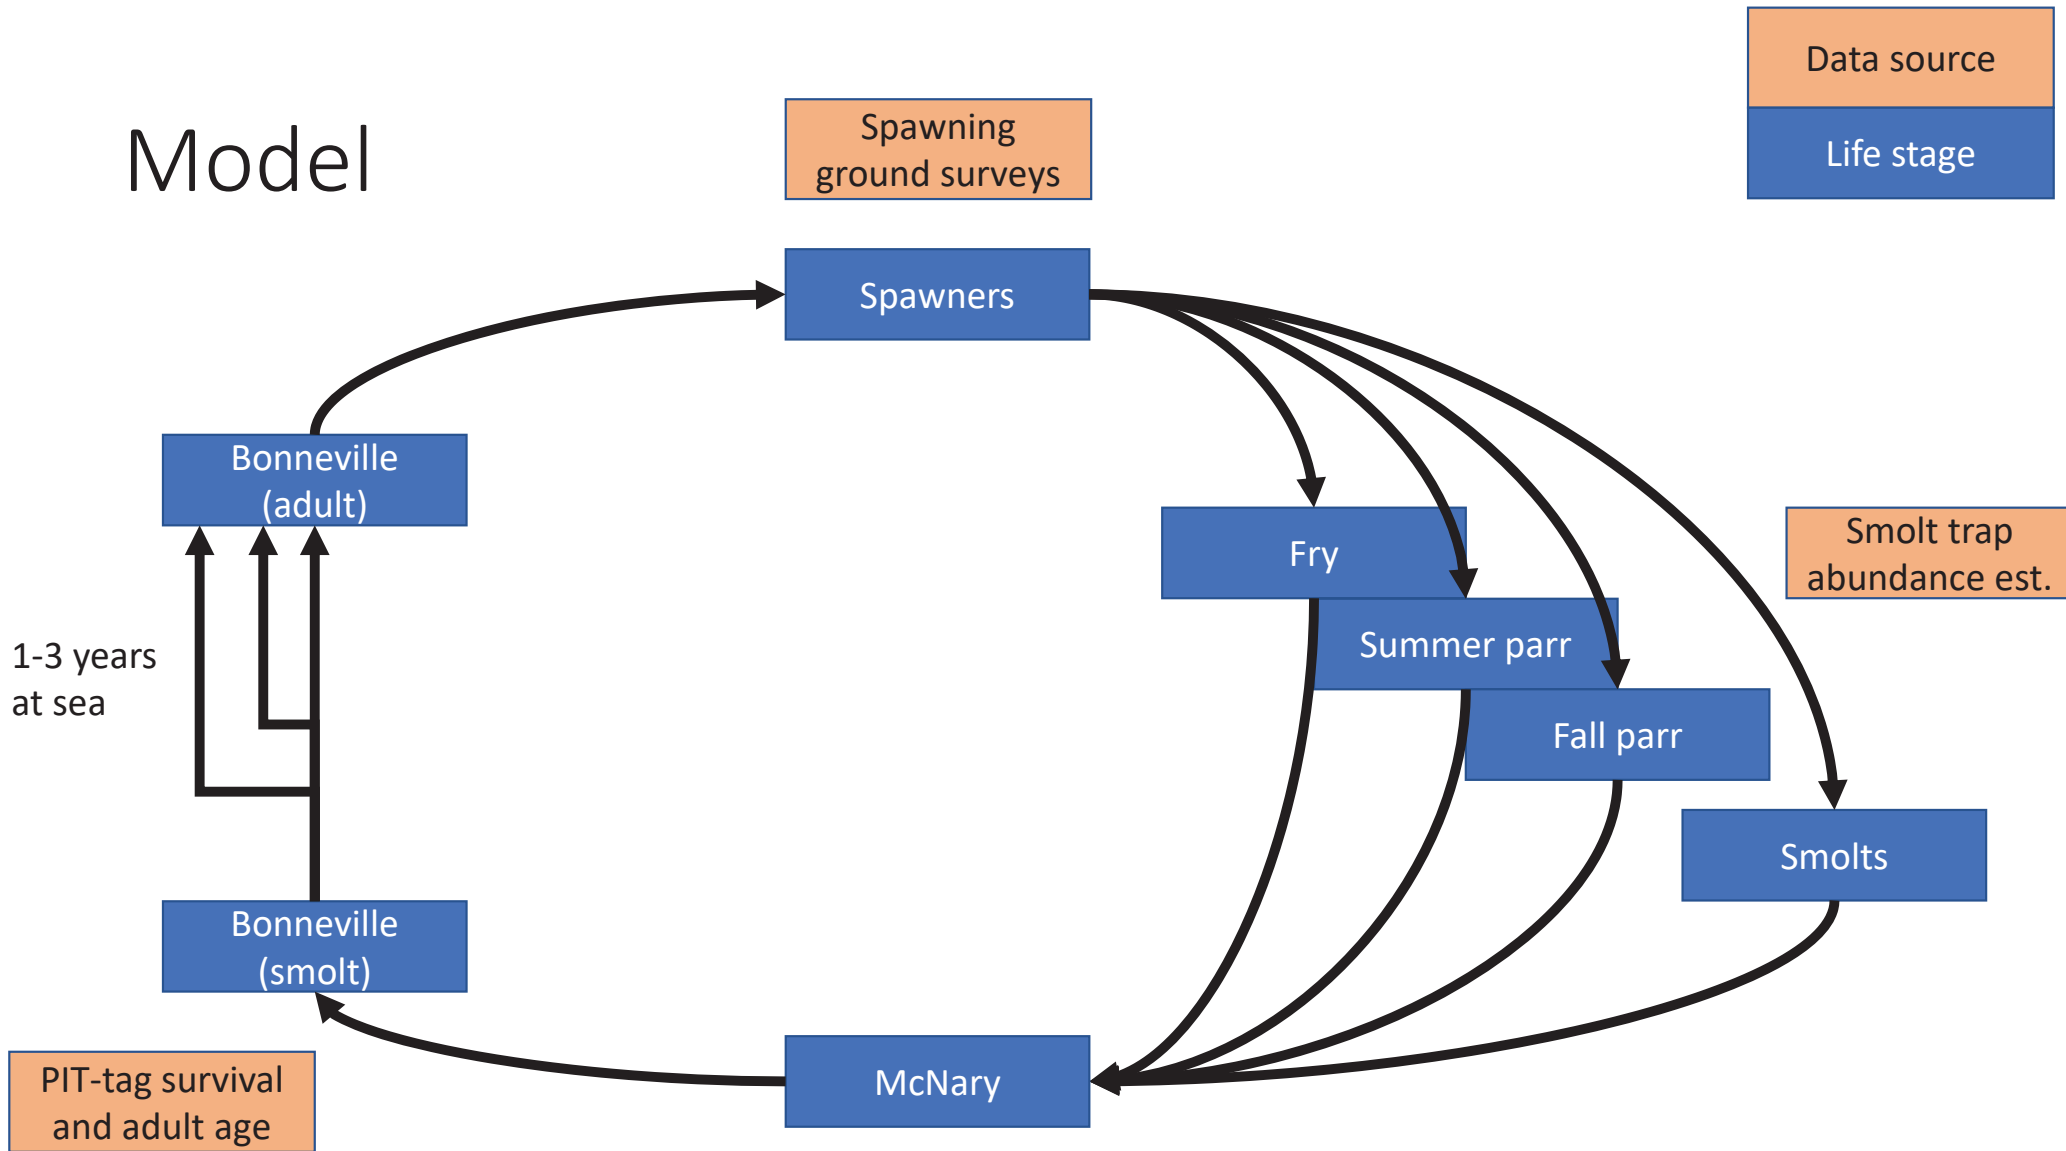 Model
Data source
Life stage
Spawning
ground surveys
Spawners
Bonneville
(adult)
Fry
Smolt trap
abundance est.
Summer parr
1-3 years
at sea
Fall parr
Smolts
Bonneville
(smolt)
McNary
PIT-tag survival
and adult age